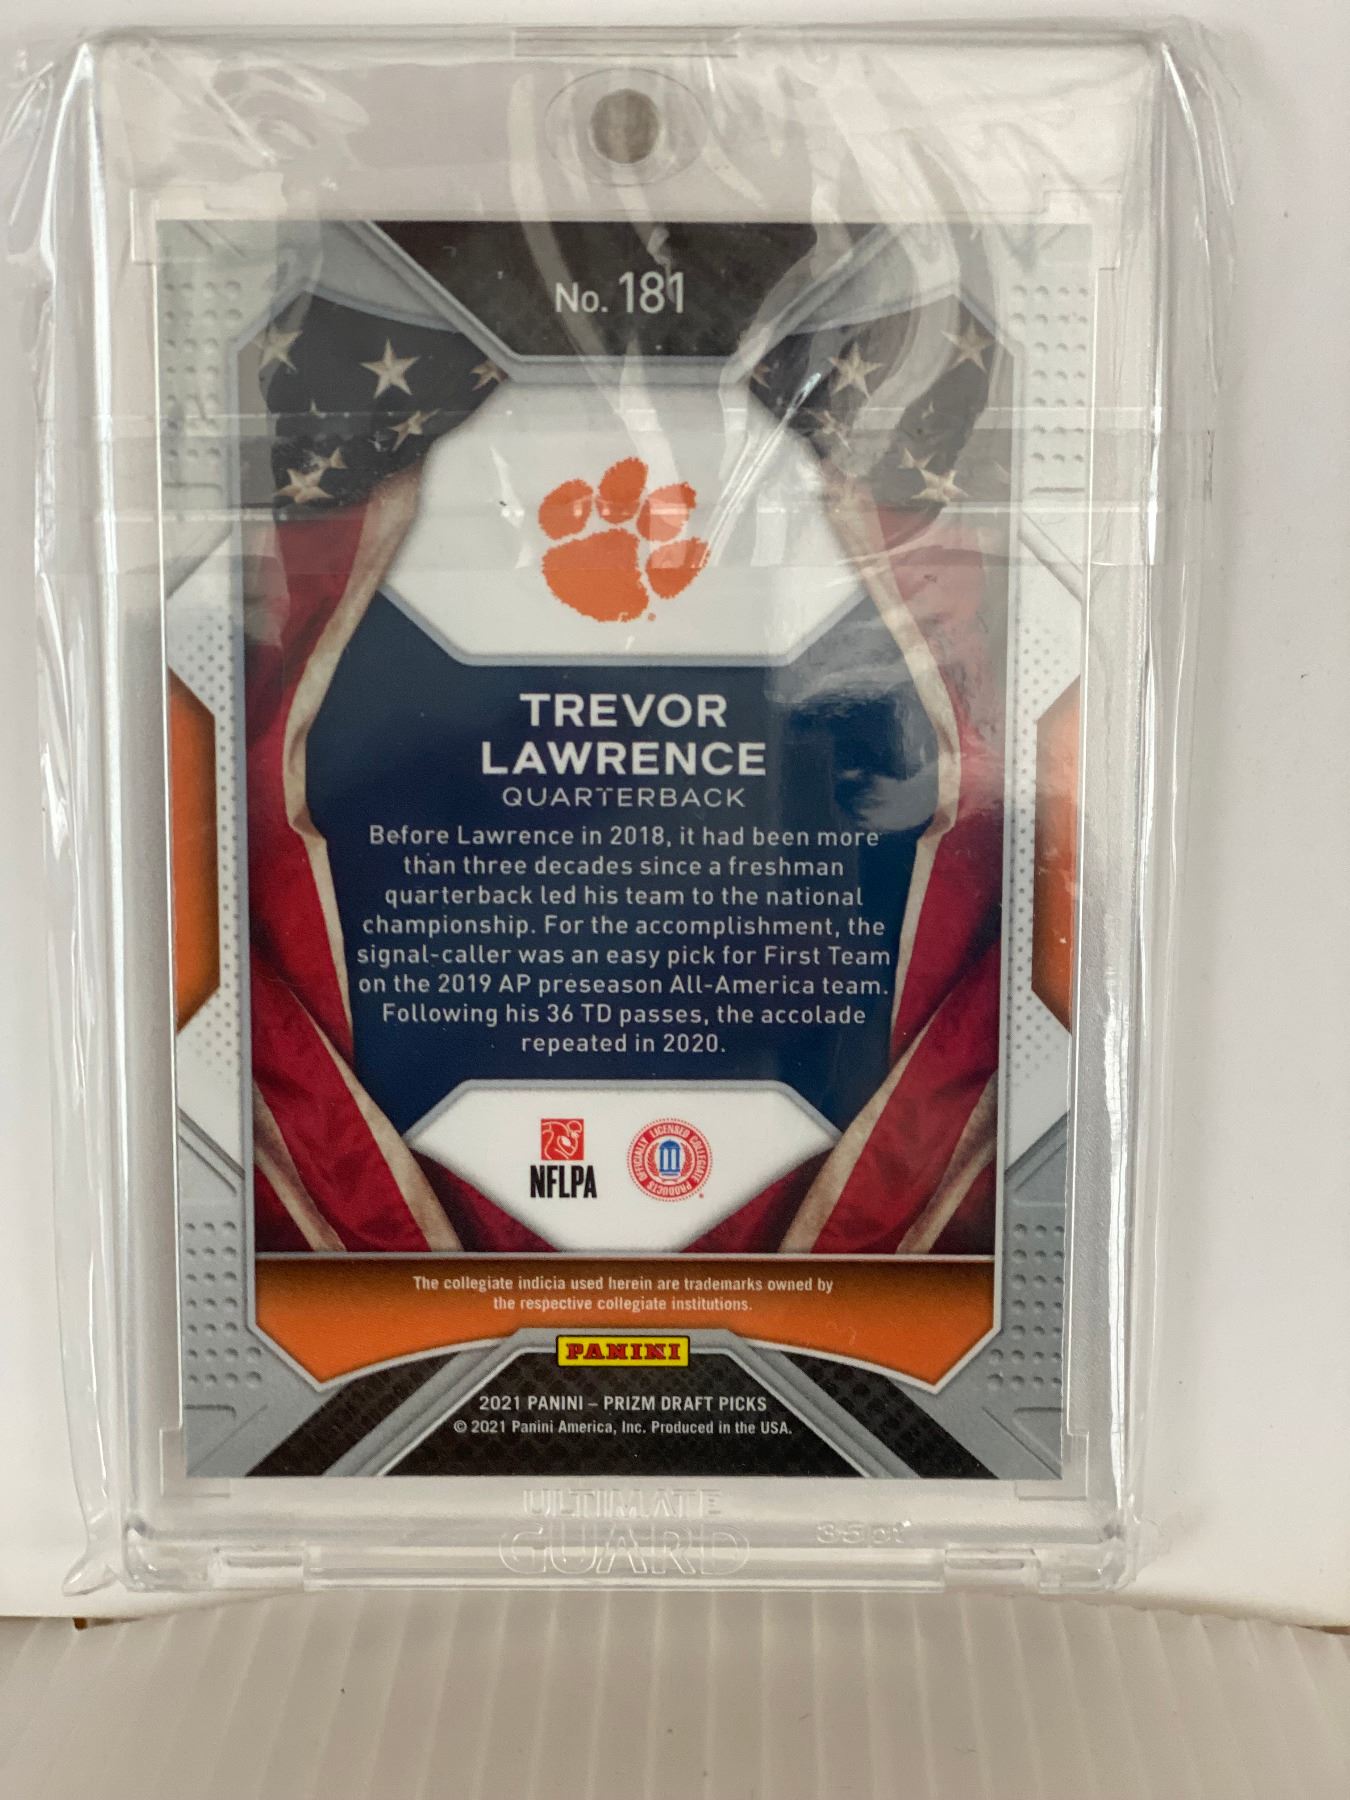 No. 181
TREVOR
LAWRENCE
QUARTERBACK
Before Lawrence in 2018, it had been more
than three decades since a freshman
quarterback led his team to the national
championship. For the accomplishment, the
signal-caller was an easy pick for First Team
on the 2019 AP preseason All-America team.
Following his 36 TD passes, the accolade
repeated in 2020.
NFLPA
OFFICIALLY LICENSED COLLEGIATE PRODUCTS
The collegiate indicia used herein are trademarks owned by
the respective collegiate institutions.
PANINI
2021 PANINI – PRIZM DRAFT PICKS
© 2021 Panini America, Inc. Produced in the USA.
ULTIMATE
GUARD
35pt